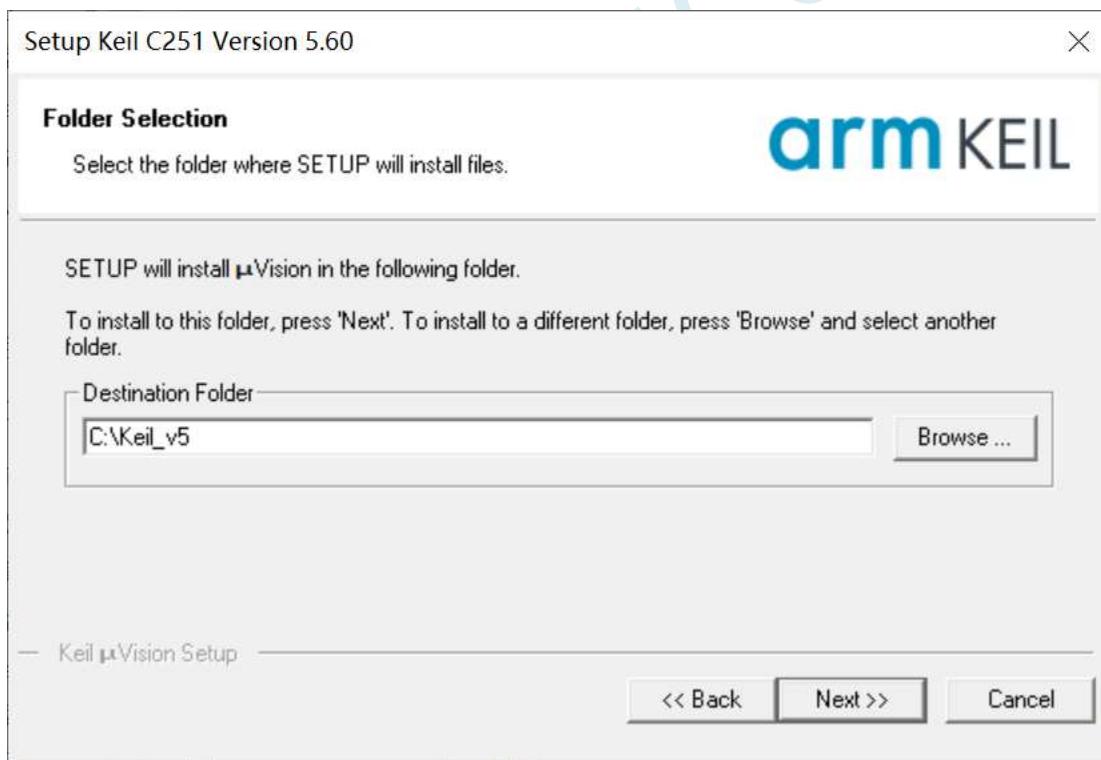 Setup Keil C251 Version 5.60
Folder Selection
Select the folder where SETUP will install files.
arm KEIL
SETUP will install µVision in the following folder.
To install to this folder, press 'Next'. To install to a different folder, press 'Browse' and select another
folder.
Destination Folder
C:\Keil_v5
Browse ...
Keil µVision Setup
<< Back
Next >>
Cancel